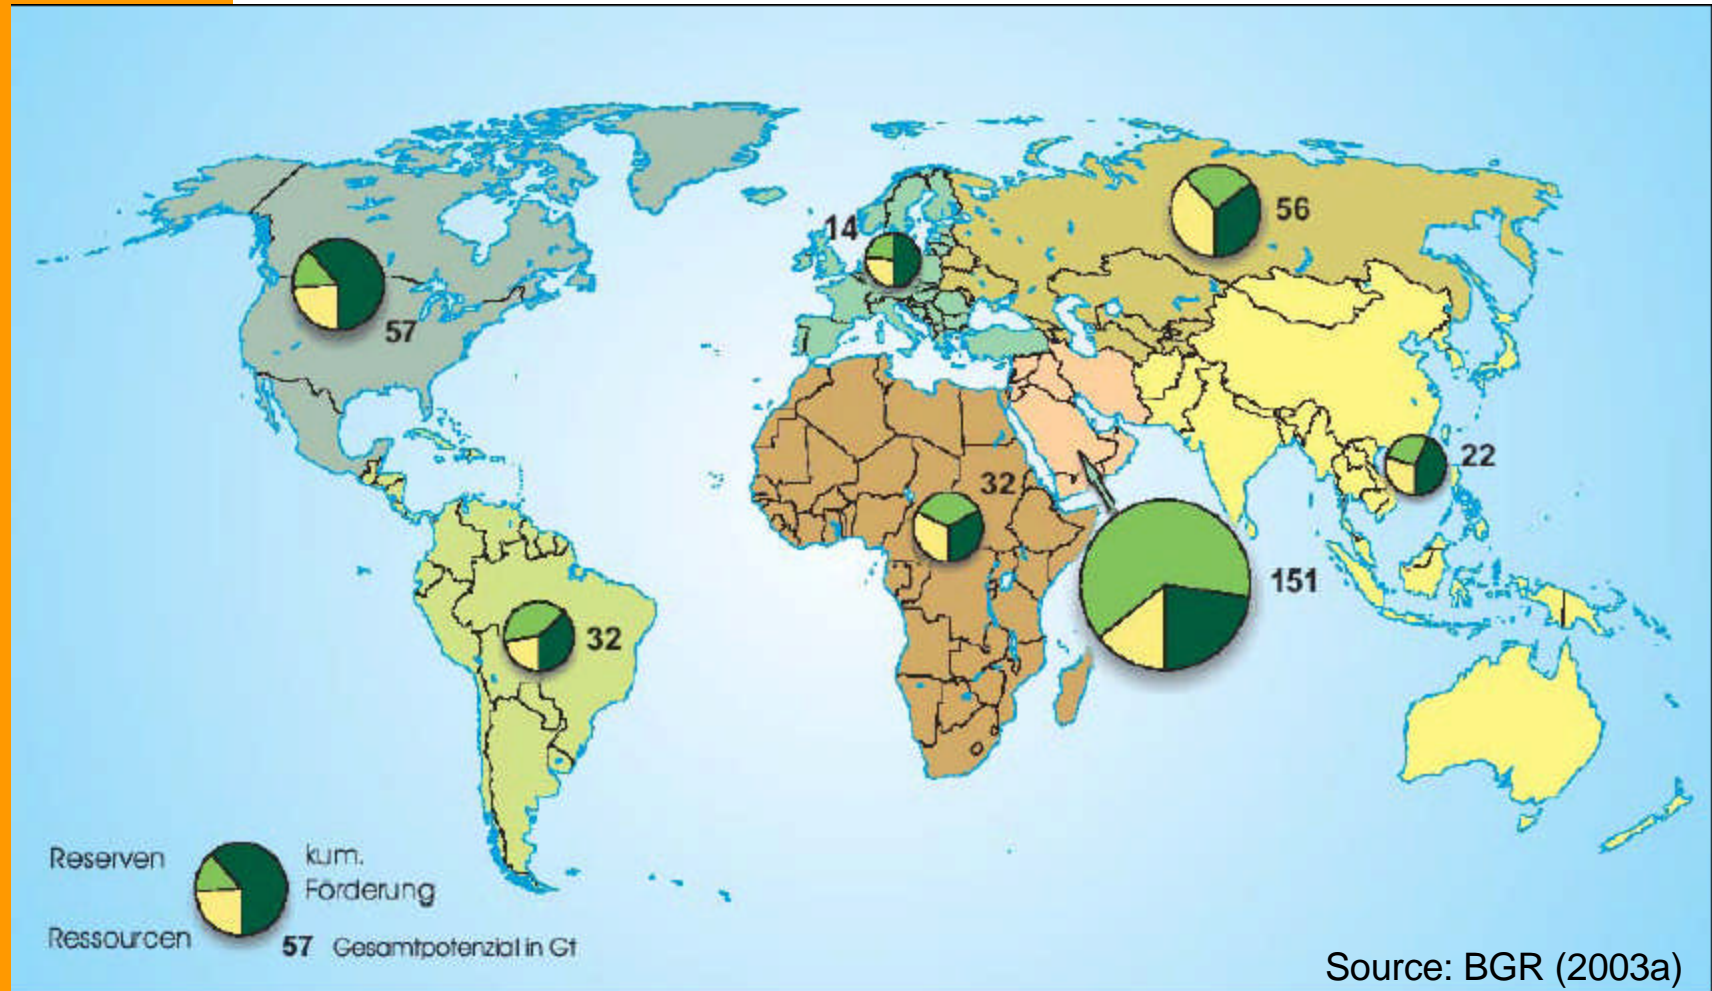 14
56
57
22
32
151
32
Reserven
kum.
Förderung
Ressourcen
57 Gesamtpotenzial in Gt
Source: BGR (2003a)